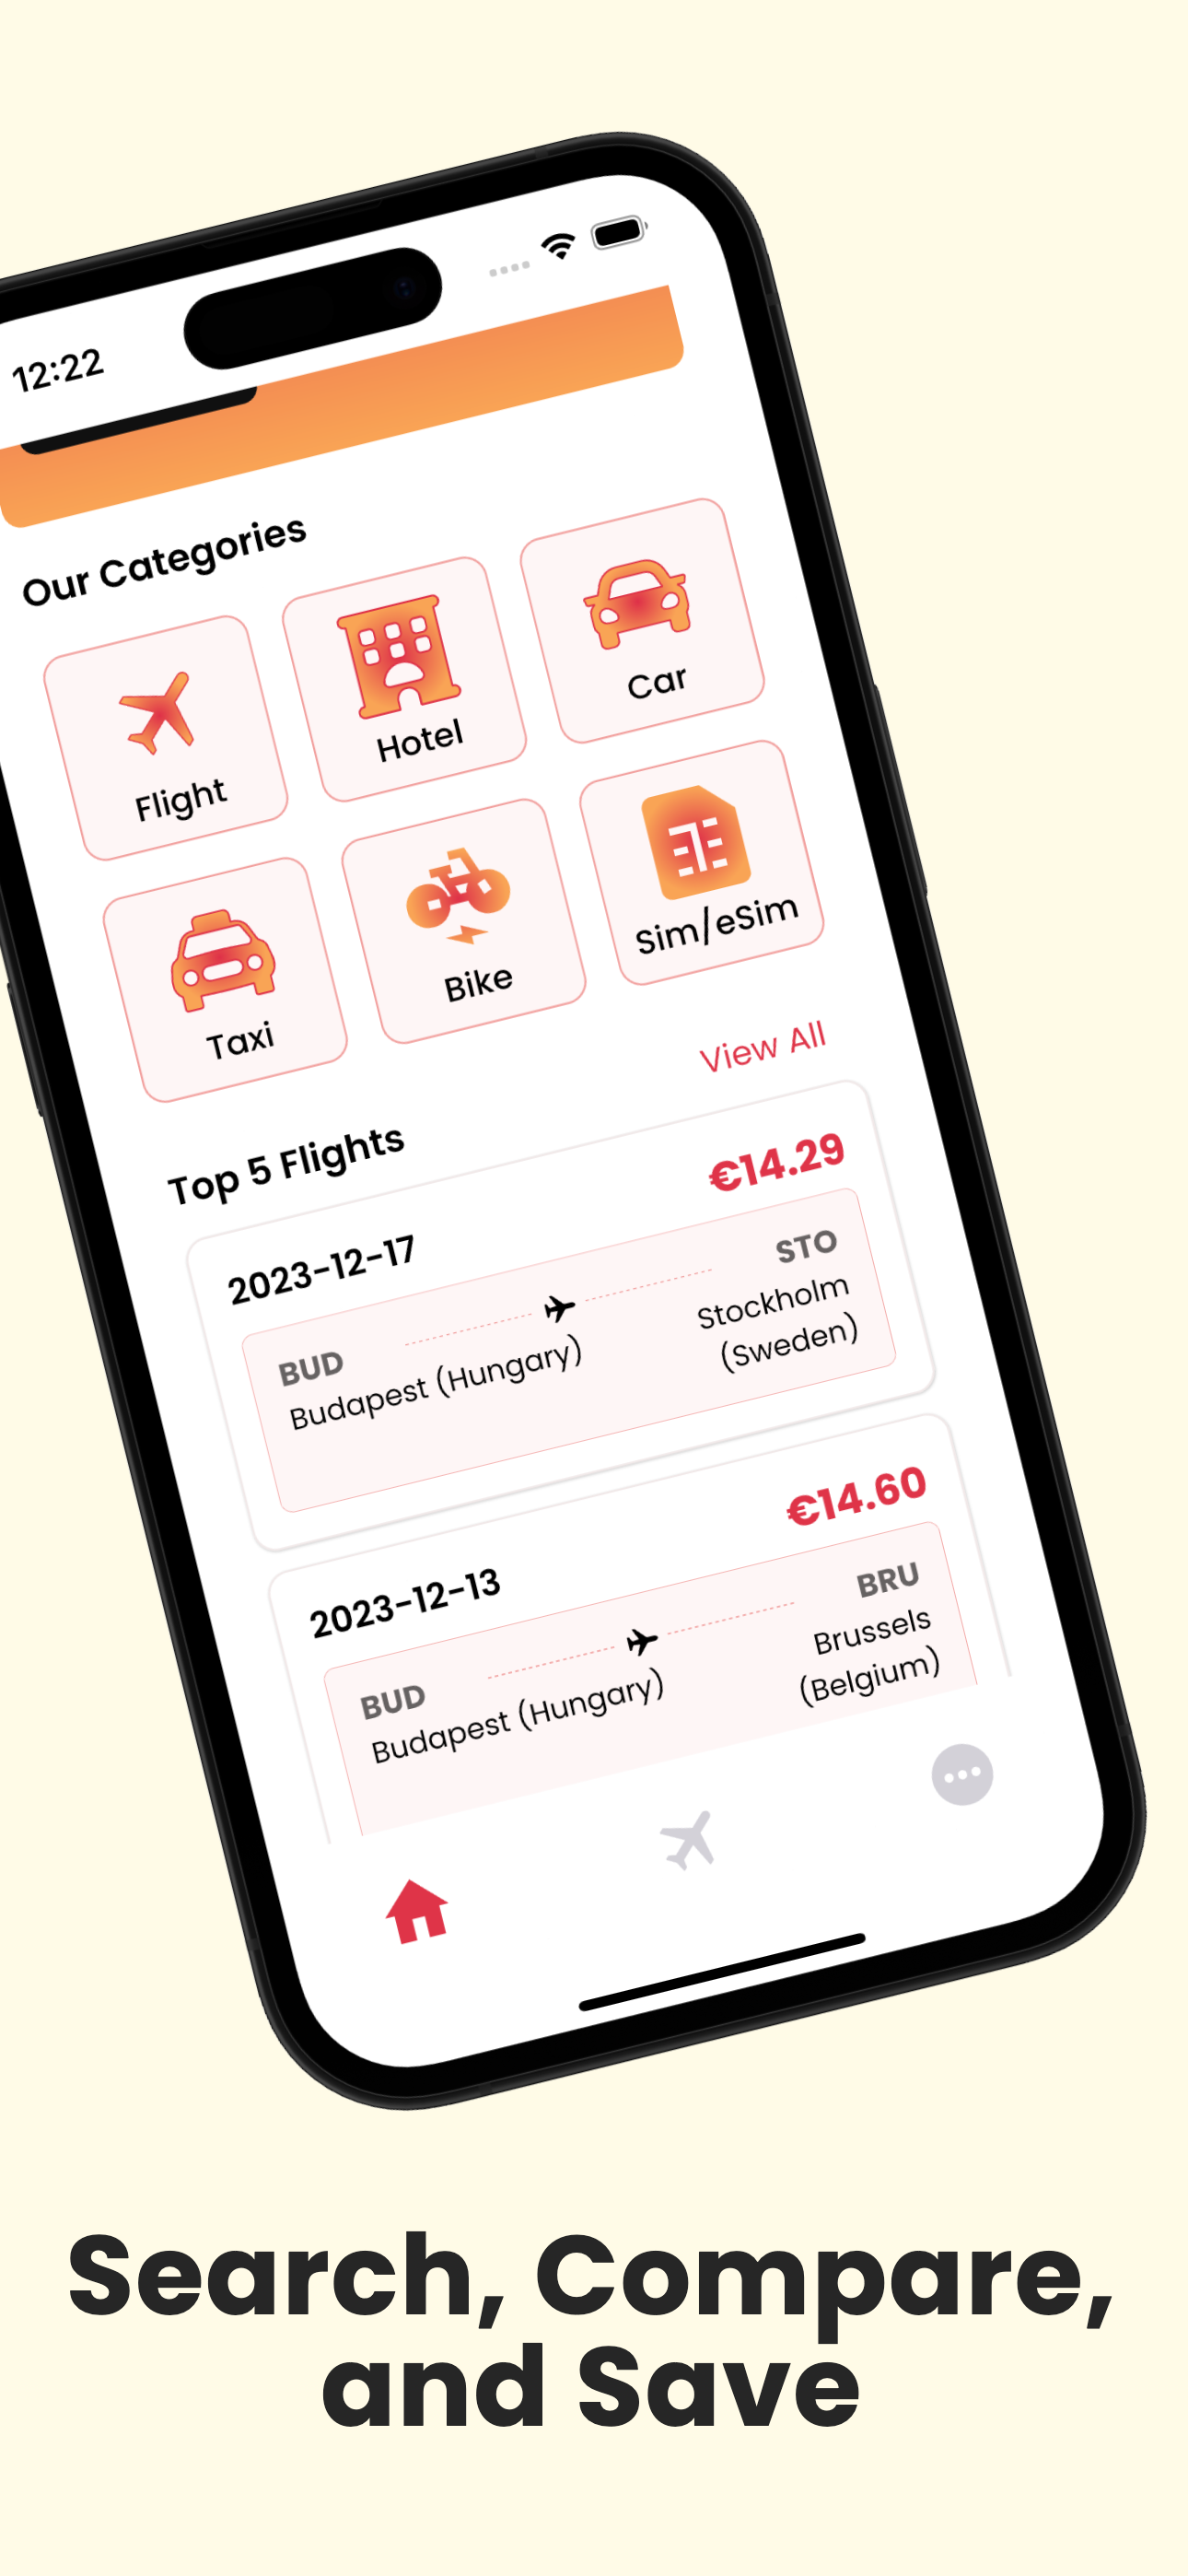 12:22
Our Categories
Flight
Hotel
Car
Taxi
Bike
Sim/eSim
View All
Top 5 Flights
2023-12-17
€14.29
BUD
STO
Budapest (Hungary)
Stockholm
(Sweden)
2023-12-13
€14.60
BUD
BRU
Budapest (Hungary)
Brussels
(Belgium)
Search, Compare,
and Save